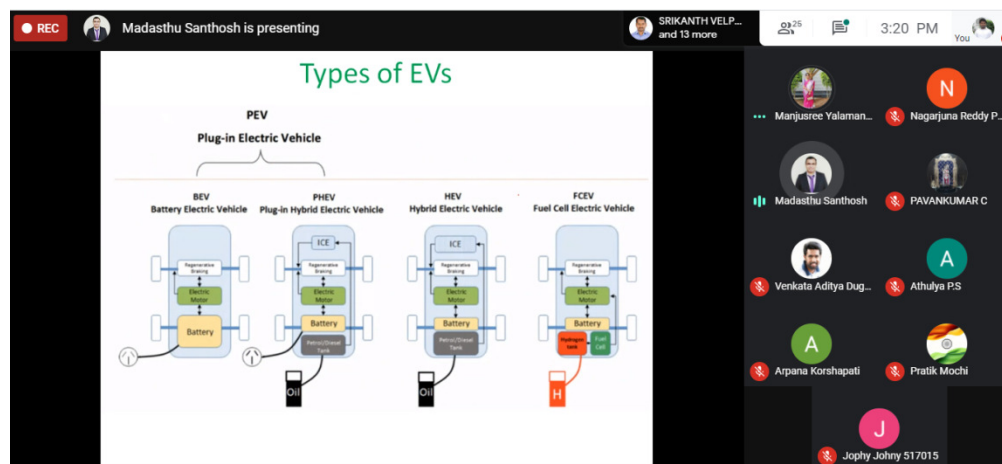 REC
Madasthu Santhosh is presenting
SRIKANTH VELP...
and 13 more
25
3:20 PM
You
Types of EVs
PEV
Plug-in Electric Vehicle
BEV
Battery Electric Vehicle
PHEV
Plug-in Hybrid Electric Vehicle
HEV
Hybrid Electric Vehicle
FCEV
Fuel Cell Electric Vehicle
ICE
ICE
Regenerative
Braking
Regenerative
Braking
Regenerative
Braking
Regenerative
Braking
Electric
Motor
Electric
Motor
Electric
Motor
Electric
Motor
Battery
Battery
Battery
Battery
Petrol/Diesel
Tank
Petrol/Diesel
Tank
Hydrogen
tank
Fuel
Cell
Oil
Oil
H
Manjusree Yalaman...
N
Nagarjuna Reddy P...
Madasthu Santhosh
PAVANKUMAR C
Venkata Aditya Dug...
A
Athulya P.S
A
Arpana Korshapati
Pratik Mochi
J
Jophy Johny 517015